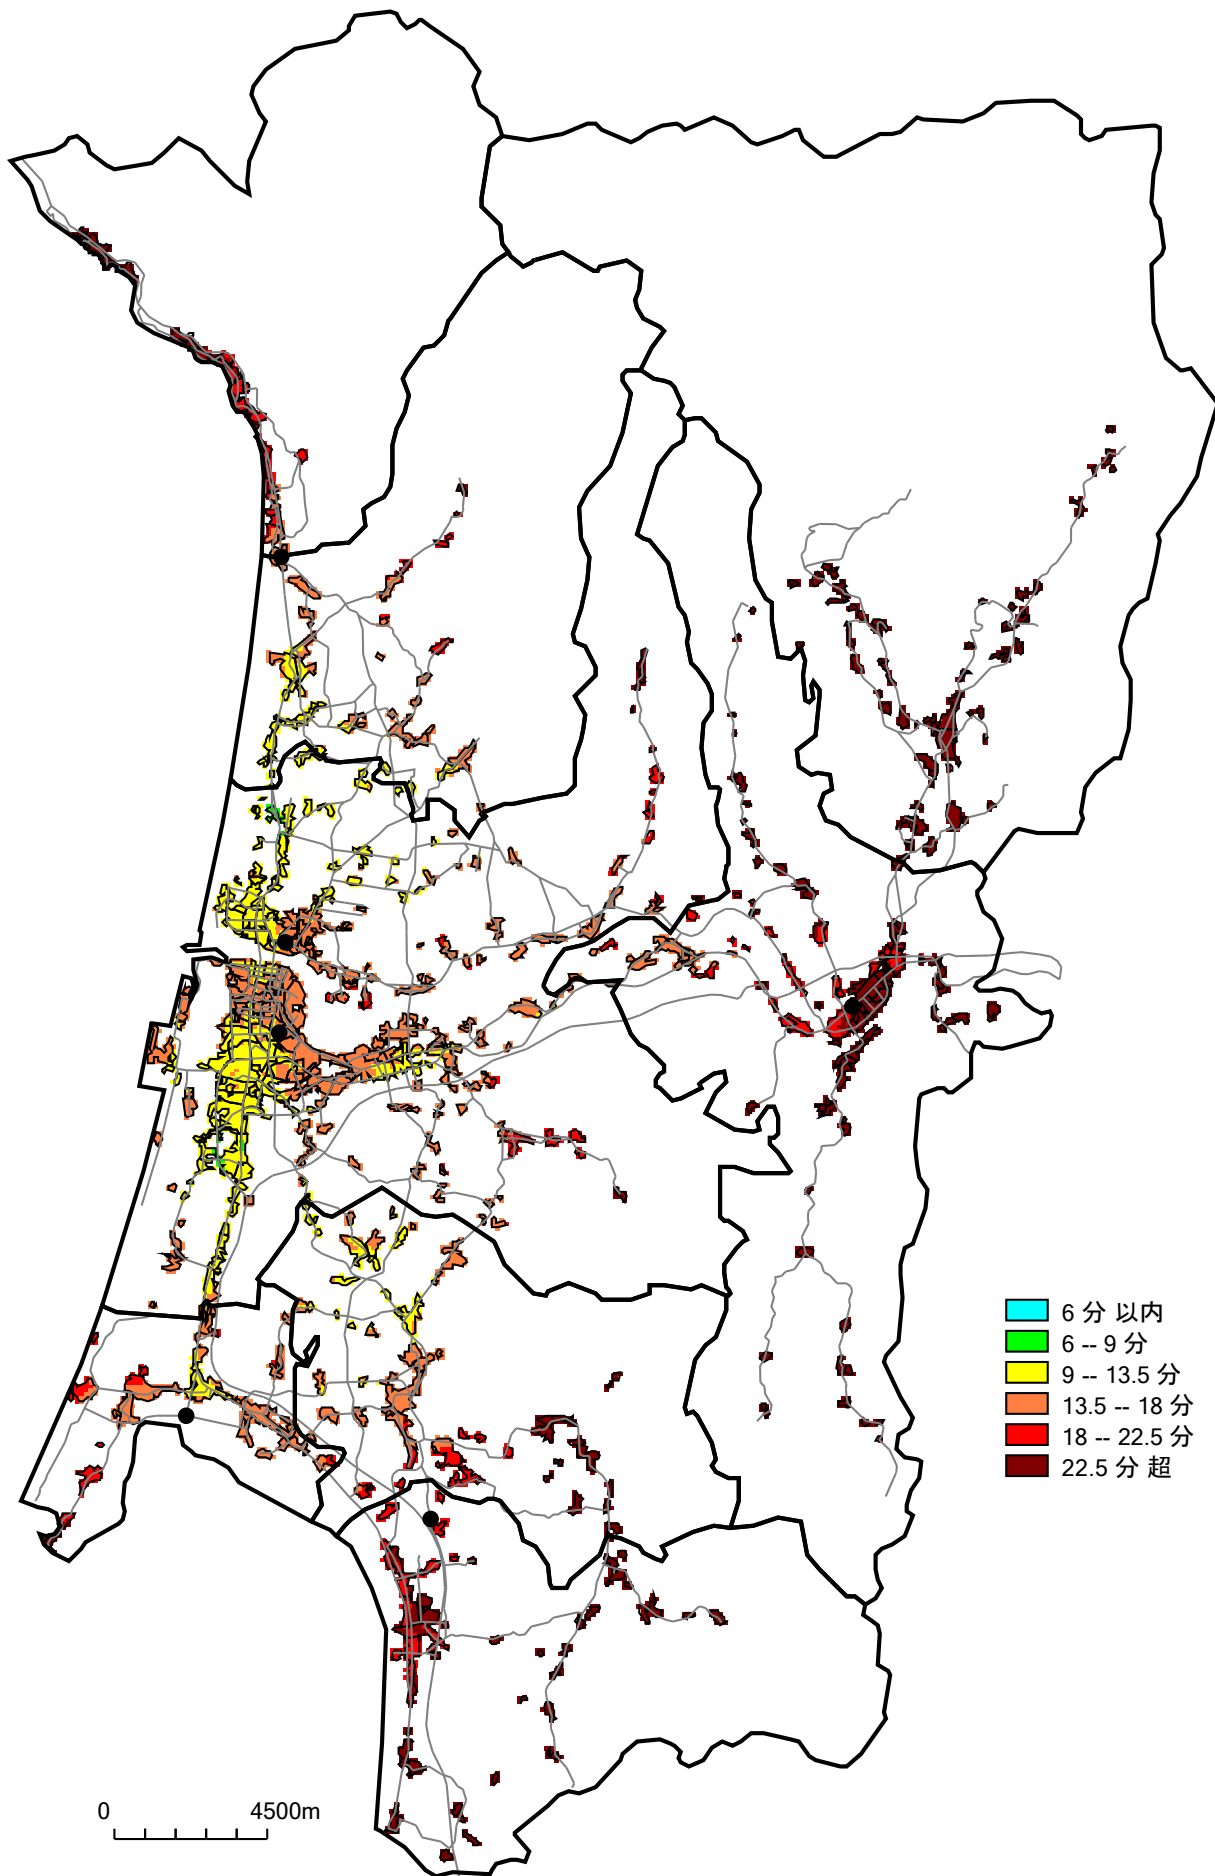 6 分 以内
6 -- 9 分
9 -- 13.5 分
13.5 -- 18 分
18 -- 22.5 分
22.5 分 超
0 4500m